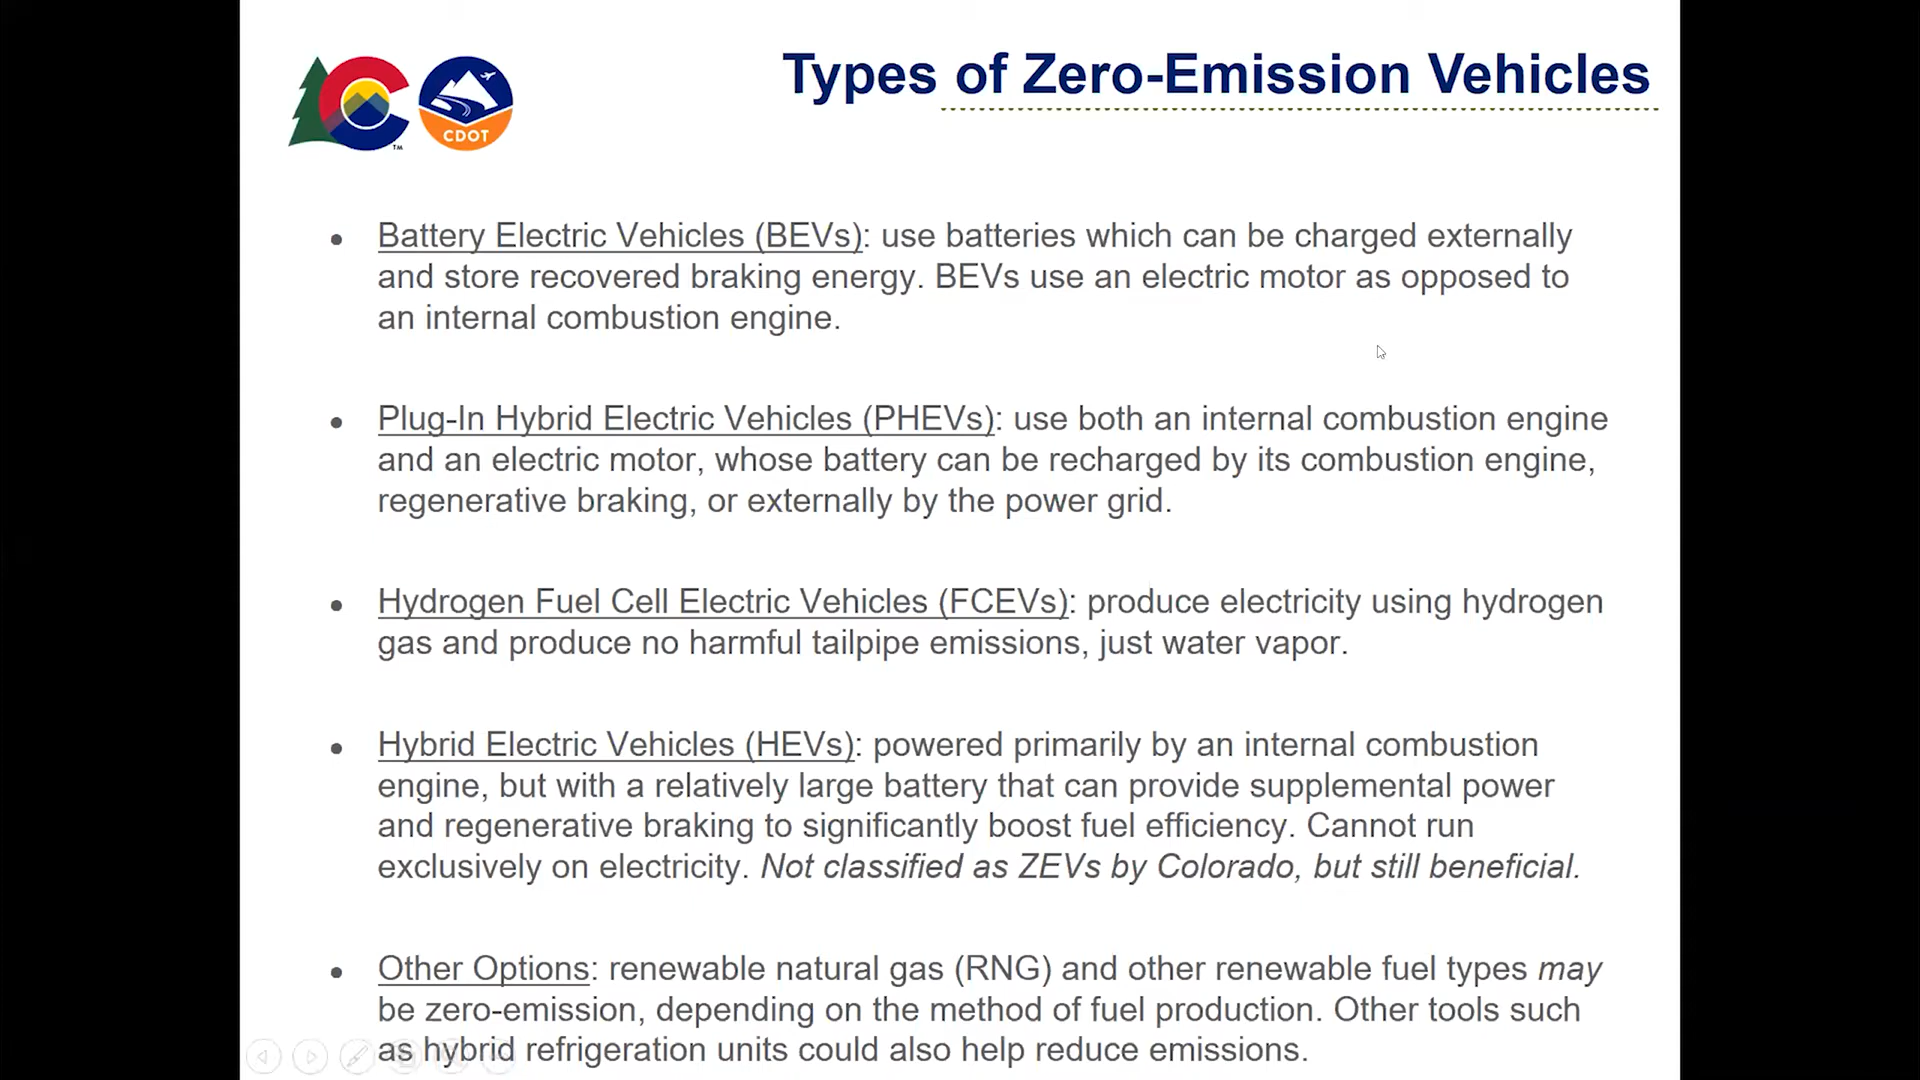 Types of Zero-Emission Vehicles
CDOT
TM
Battery Electric Vehicles (BEVs): use batteries which can be charged externally
and store recovered braking energy. BEVs use an electric motor as opposed to
an internal combustion engine.
Plug-In Hybrid Electric Vehicles (PHEVs): use both an internal combustion engine
and an electric motor, whose battery can be recharged by its combustion engine,
regenerative braking, or externally by the power grid.
Hydrogen Fuel Cell Electric Vehicles (FCEVs): produce electricity using hydrogen
gas and produce no harmful tailpipe emissions, just water vapor.
Hybrid Electric Vehicles (HEVs): powered primarily by an internal combustion
engine, but with a relatively large battery that can provide supplemental power
and regenerative braking to significantly boost fuel efficiency. Cannot run
exclusively on electricity. Not classified as ZEVs by Colorado, but still beneficial.
Other Options: renewable natural gas (RNG) and other renewable fuel types may
be zero-emission, depending on the method of fuel production. Other tools such
as hybrid refrigeration units could also help reduce emissions.